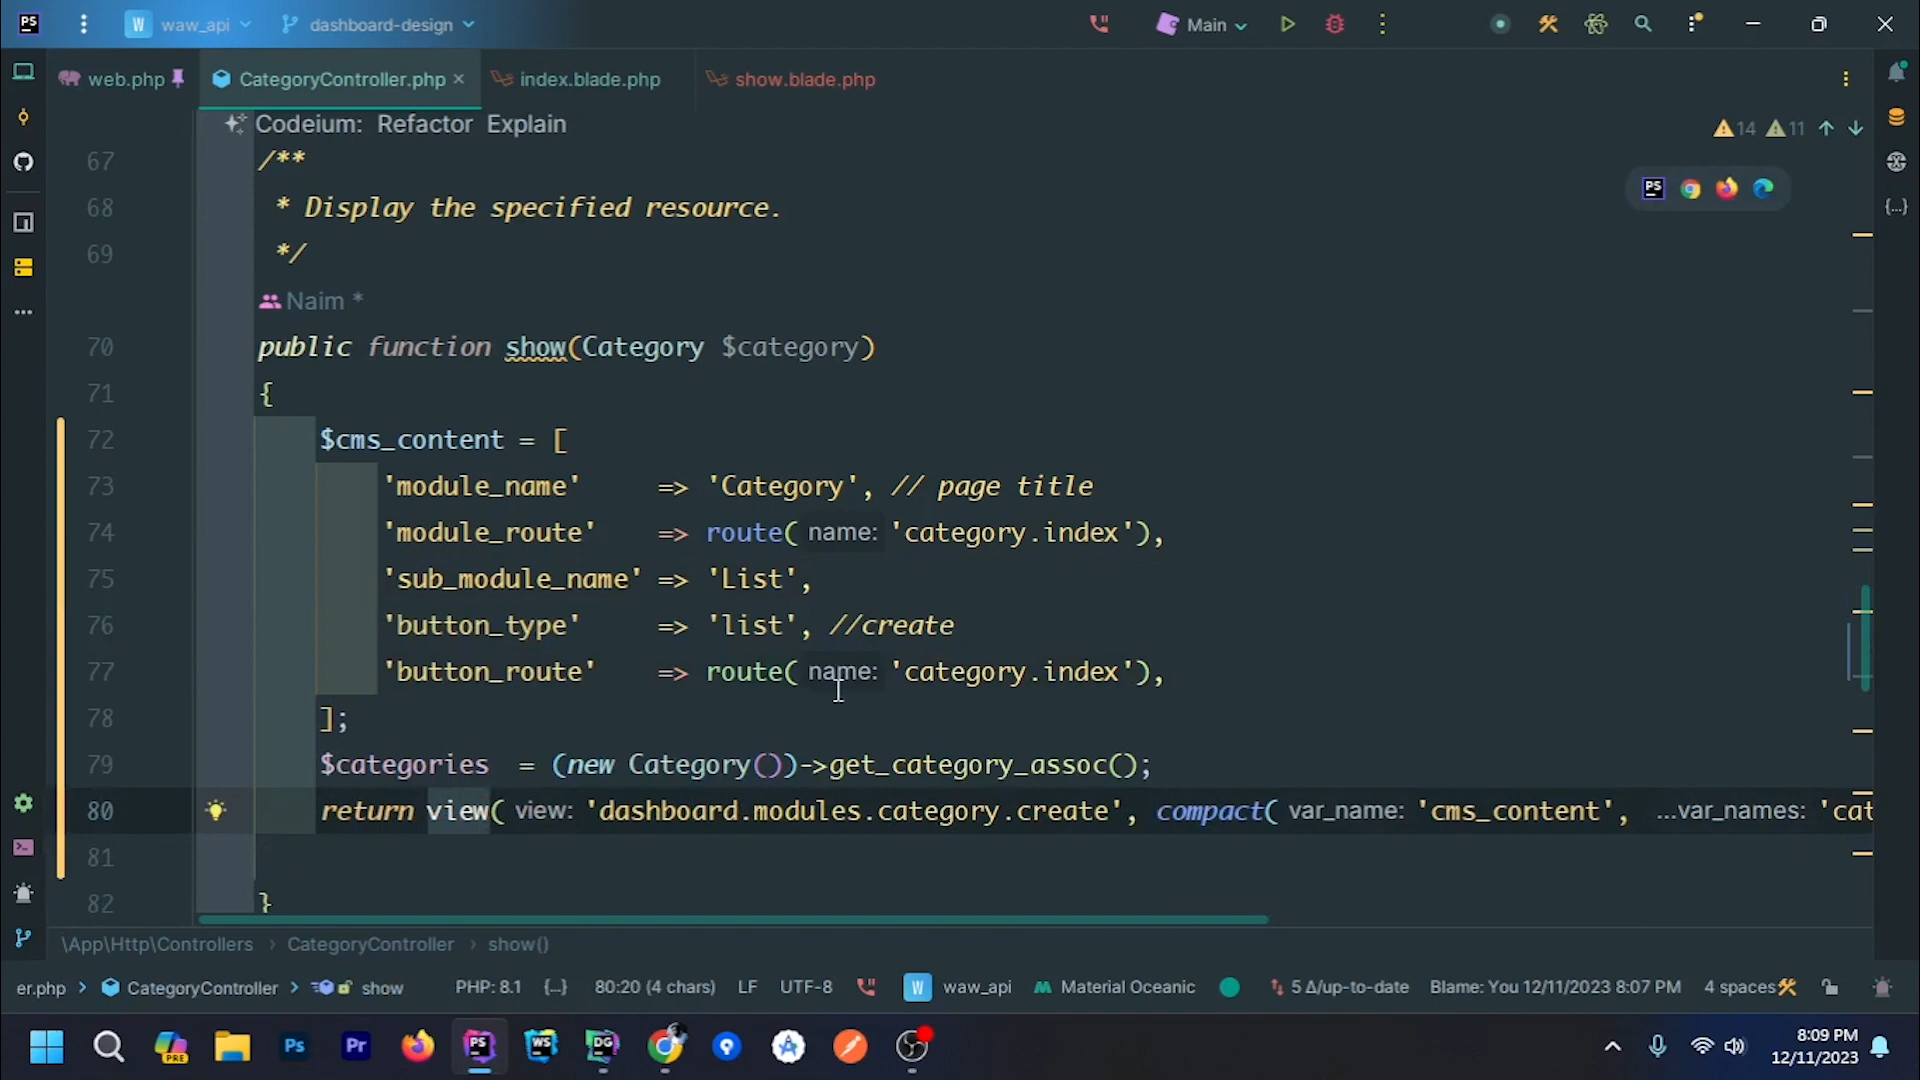 PS W waw_api dashboard-design Main
web.php CategoryController.php index.blade.php show.blade.php
Codeium: Refactor Explain
14 11
67 /**
68 * Display the specified resource.
69 */
Naim *
70 public function show(Category $category)
71 {
72 $cms_content = [
73 'module_name' => 'Category', // page title
74 'module_route' => route( name: 'category.index'),
75 'sub_module_name' => 'List',
76 'button_type' => 'list', //create
77 'button_route' => route( name: 'category.index'),
78 ];
79 $categories = (new Category())->get_category_assoc();
80 return view( view: 'dashboard.modules.category.create', compact( var_name: 'cms_content', ...var_names: 'cat
81
82 }
\App\Http\Controllers > CategoryController > show()
er.php > CategoryController > show PHP: 8.1 {...} 80:20 (4 chars) LF UTF-8 W waw_api Material Oceanic 5 Δ/up-to-date Blame: You 12/11/2023 8:07 PM 4 spaces
PRE Ps Pr PS WS DG
8:09 PM
12/11/2023